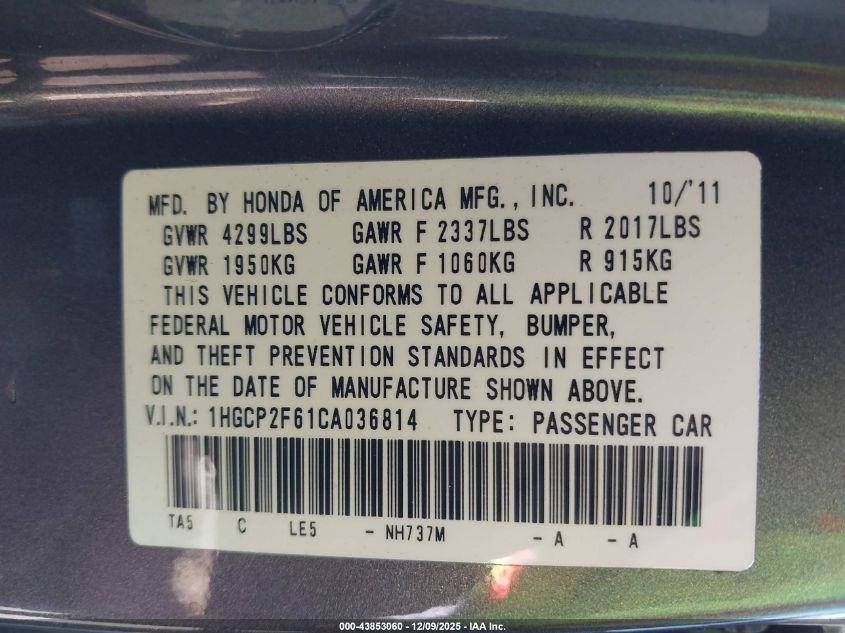 MFD. BY HONDA OF AMERICA MFG., INC. 10/'11
GVWR 4299LBS GAWR F 2337LBS R 2017LBS
GVWR 1950KG GAWR F 1060KG R 915KG
THIS VEHICLE CONFORMS TO ALL APPLICABLE
FEDERAL MOTOR VEHICLE SAFETY, BUMPER,
AND THEFT PREVENTION STANDARDS IN EFFECT
ON THE DATE OF MANUFACTURE SHOWN ABOVE.
V.I.N.: 1HGCP2F61CA036814 TYPE: PASSENGER CAR
TA5 C LE5 - NH737M - A - A
000-43853060 - 12/09/2025 - IAA Inc.